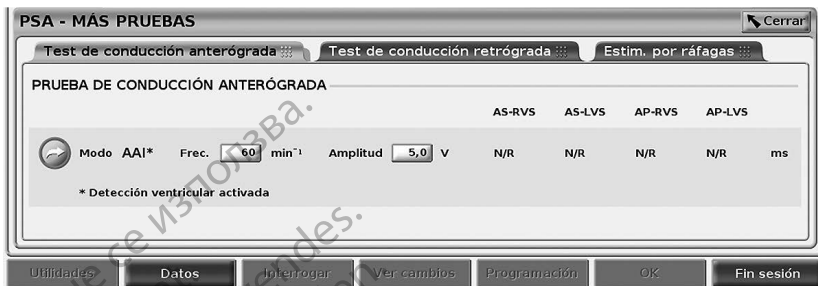 PSA - MÁS PRUEBAS
Cerrar
Test de conducción anterógrada
Test de conducción retrógrada
Estim. por ráfagas
PRUEBA DE CONDUCCIÓN ANTERÓGRADA
AS-RVS AS-LVS AP-RVS AP-LVS
Modo AAI* Frec. 60 min⁻¹ Amplitud 5,0 V N/R N/R N/R N/R ms
* Detección ventricular activada
Utilidades Datos Interrogar Ver cambios Programación OK Fin sesión
се използва.